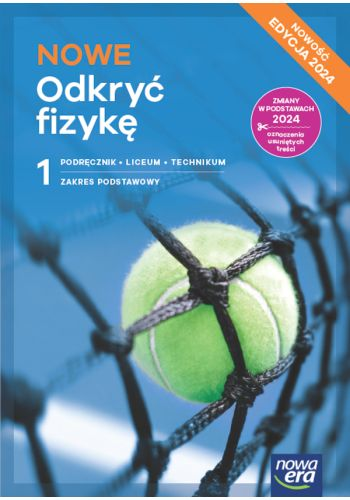 NOWOŚĆ
EDYCJA 2024
NOWE
Odkryć
fizykę
ZMIANY
W PODSTAWACH
2024
oznaczenia
usuniętych
treści
1
PODRĘCZNIK • LICEUM • TECHNIKUM
ZAKRES PODSTAWOWY
nowa
era